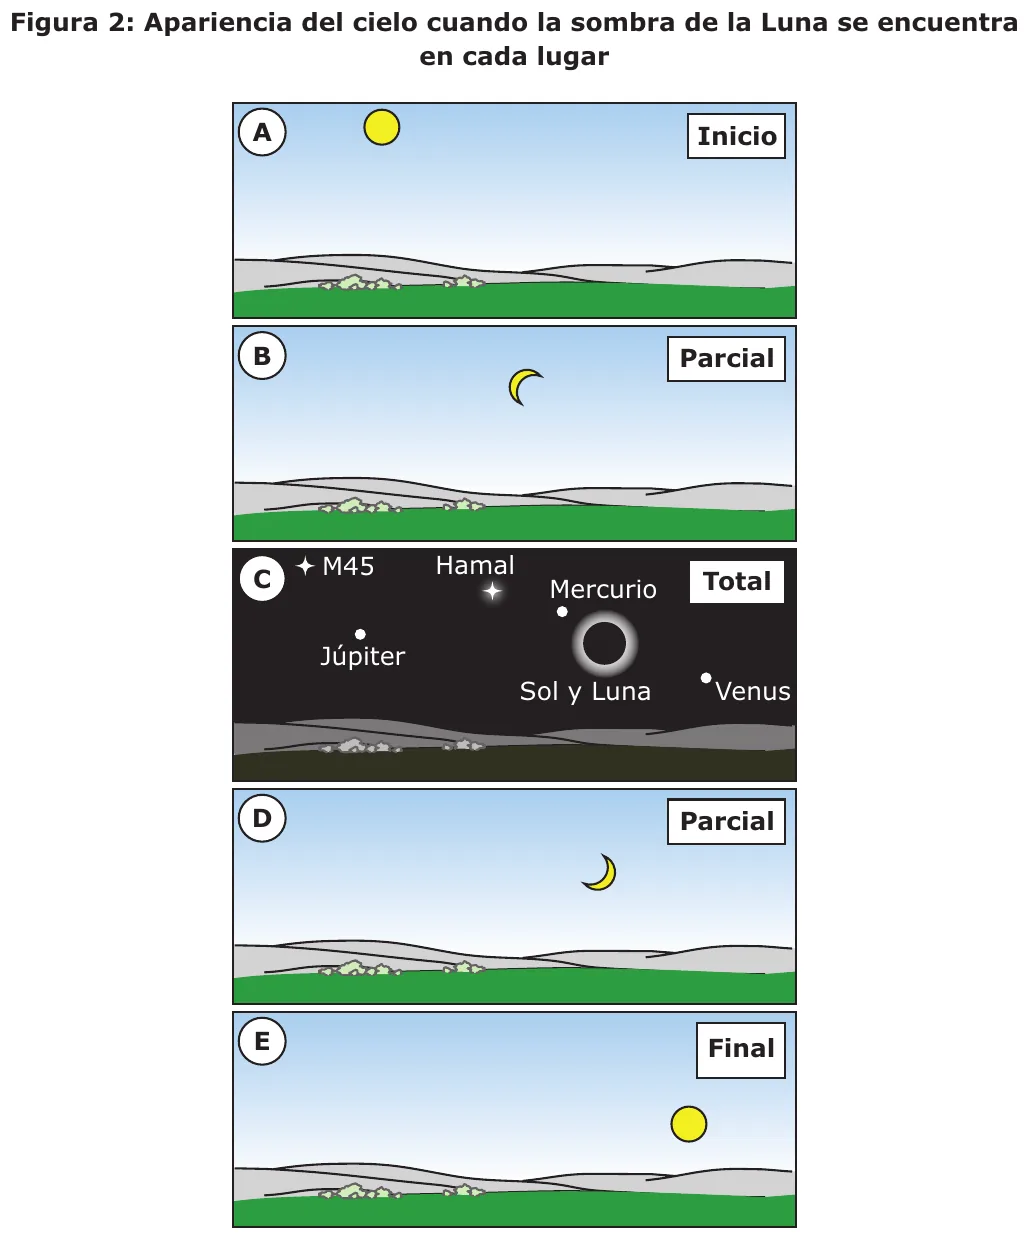 Figura 2: Apariencia del cielo cuando la sombra de la Luna se encuentra
en cada lugar
A
Inicio
B
Parcial
C
M45
Hamal
Mercurio
Total
Júpiter
Sol y Luna
Venus
D
Parcial
E
Final